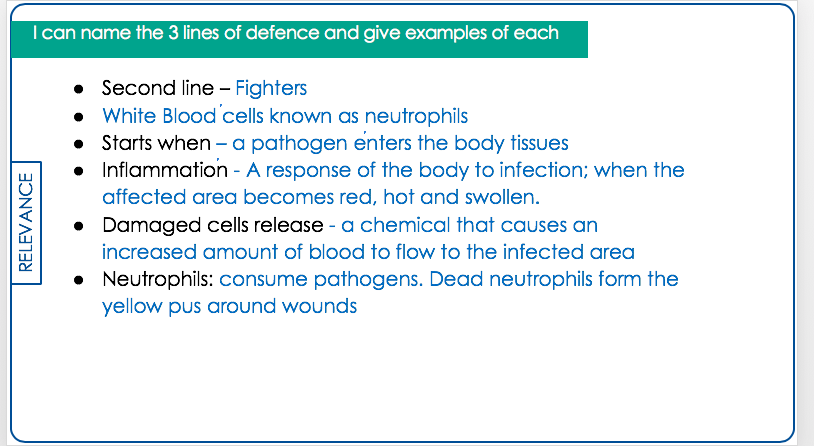 I can name the 3 lines of defence and give examples of each
● Second line – Fighters
● White Blood cells known as neutrophils
● Starts when – a pathogen enters the body tissues
● Inflammation - A response of the body to infection; when the
affected area becomes red, hot and swollen.
● Damaged cells release - a chemical that causes an
increased amount of blood to flow to the infected area
● Neutrophils: consume pathogens. Dead neutrophils form the
yellow pus around wounds
RELEVANCE